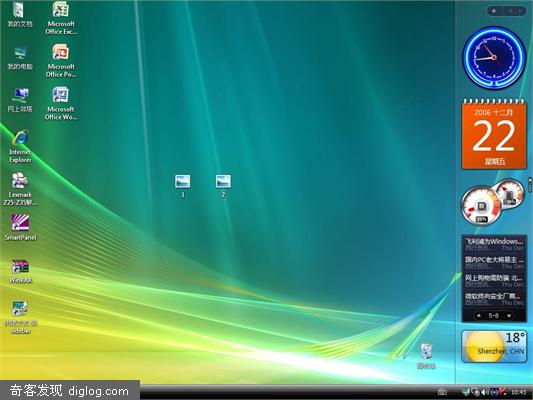 我的文档
Microsoft
Office Exc...
我的电脑
Microsoft
Office Po...
网上邻居
Microsoft
Office Wo...
Internet
Explorer
Lexmark
Z25-Z35解...
SmartPanel
WinRAR
sidebar
1
2
2006 十二月
22
星期五
飞利浦为Windows...
Thu Dec
国内PC老大将易主 ...
Thu Dec
网上购物需防骗 北...
Thu Dec
微软终向安全厂商...
Thu Dec
5-8
18°
Shenzhen, CHN
回收站
10:43
奇客发现 diglog.com